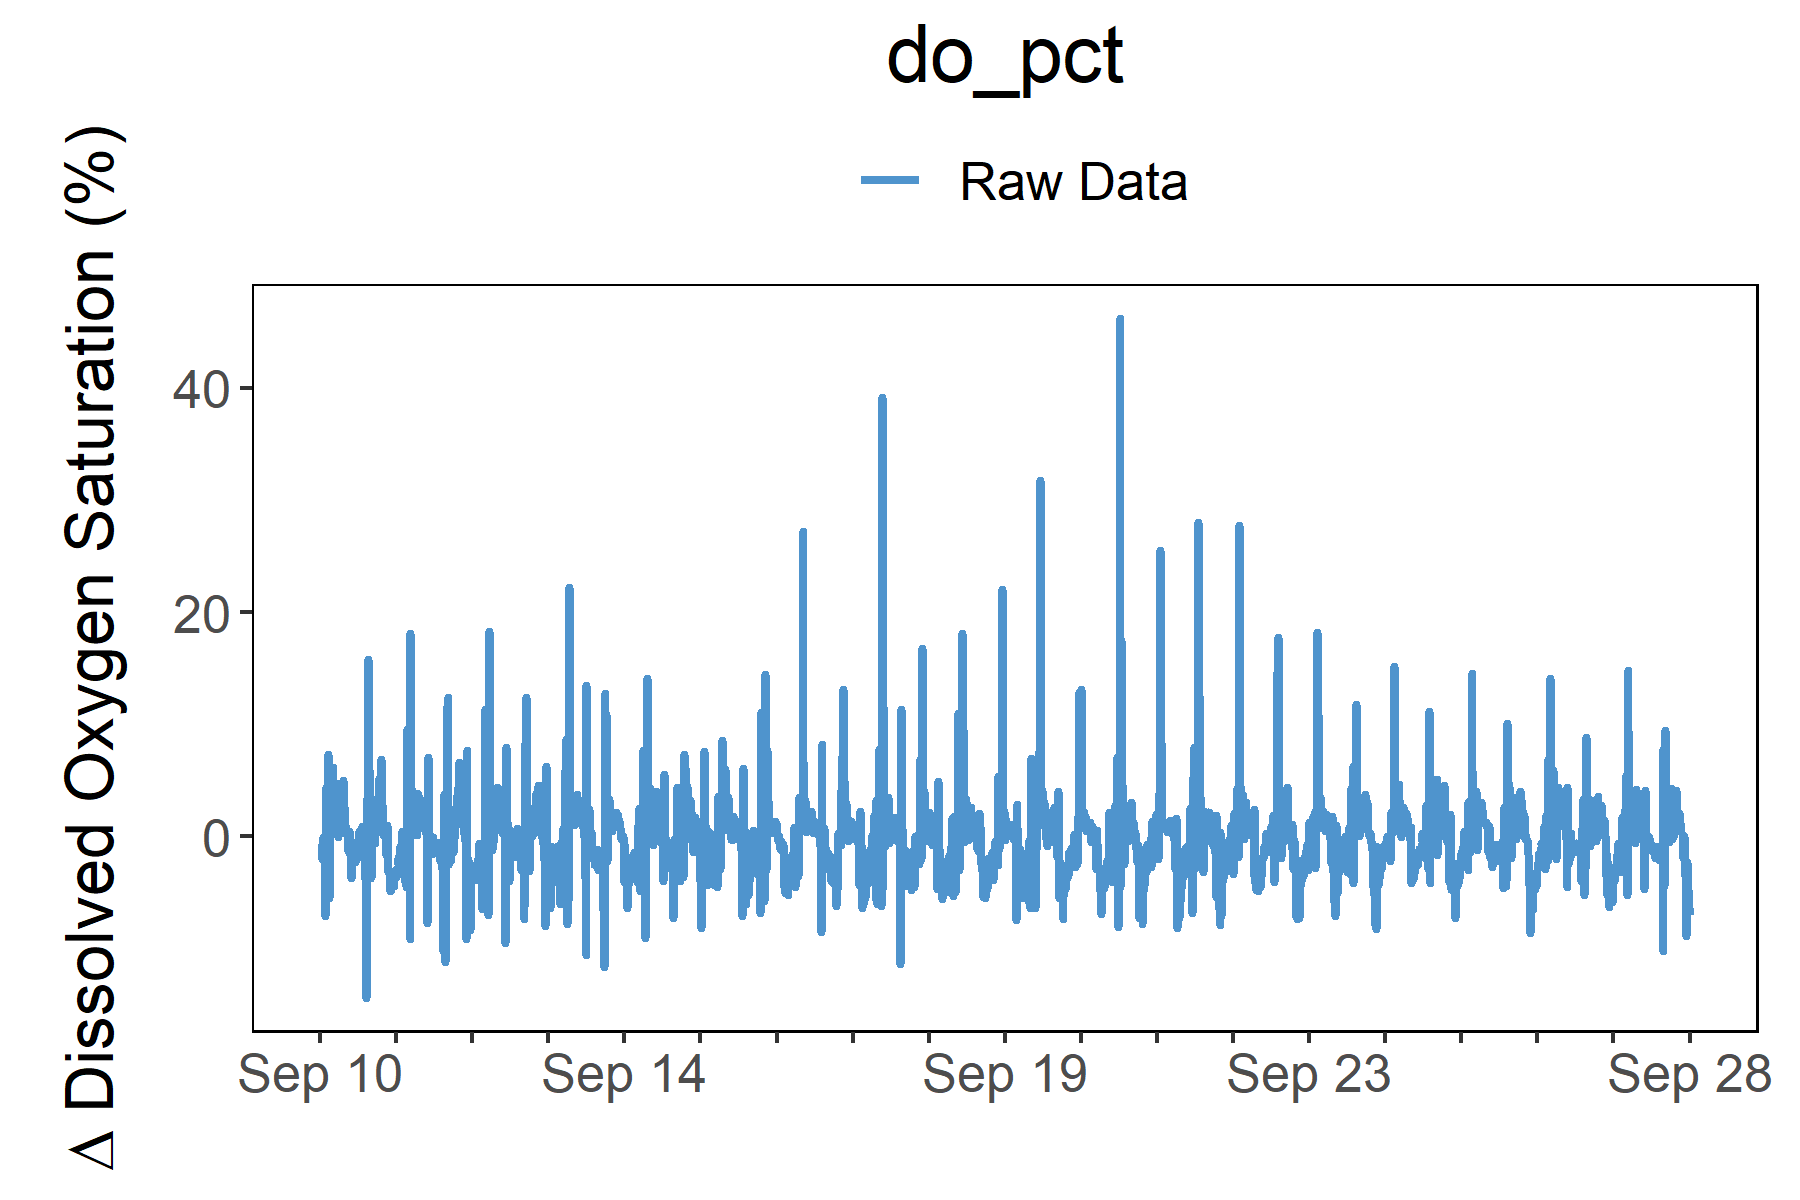 do_pct
Raw Data
Δ Dissolved Oxygen Saturation (%)
40
20
0
Sep 10 Sep 14 Sep 19 Sep 23 Sep 28